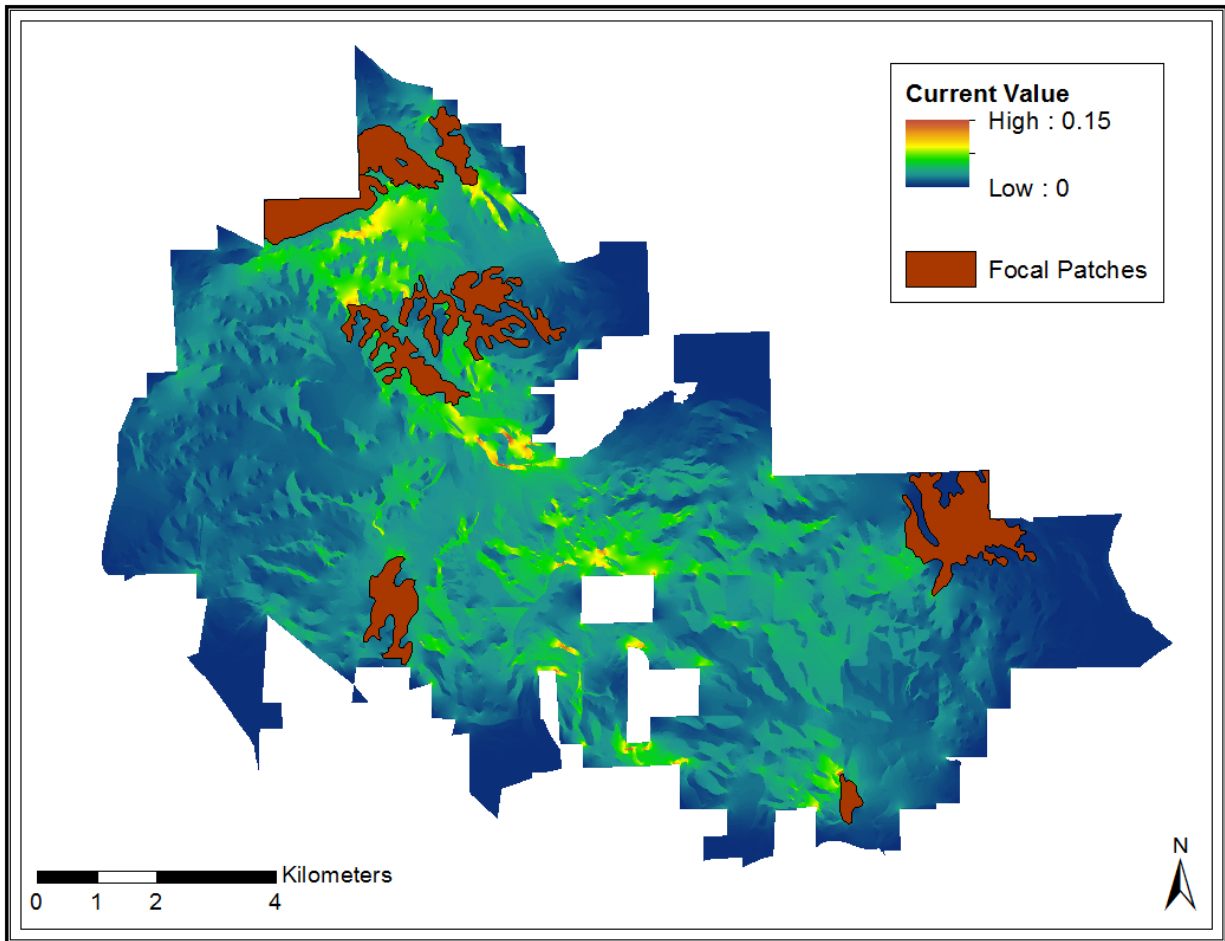 Current Value
High : 0.15
Low : 0
Focal Patches
N
Kilometers
0 1 2 4